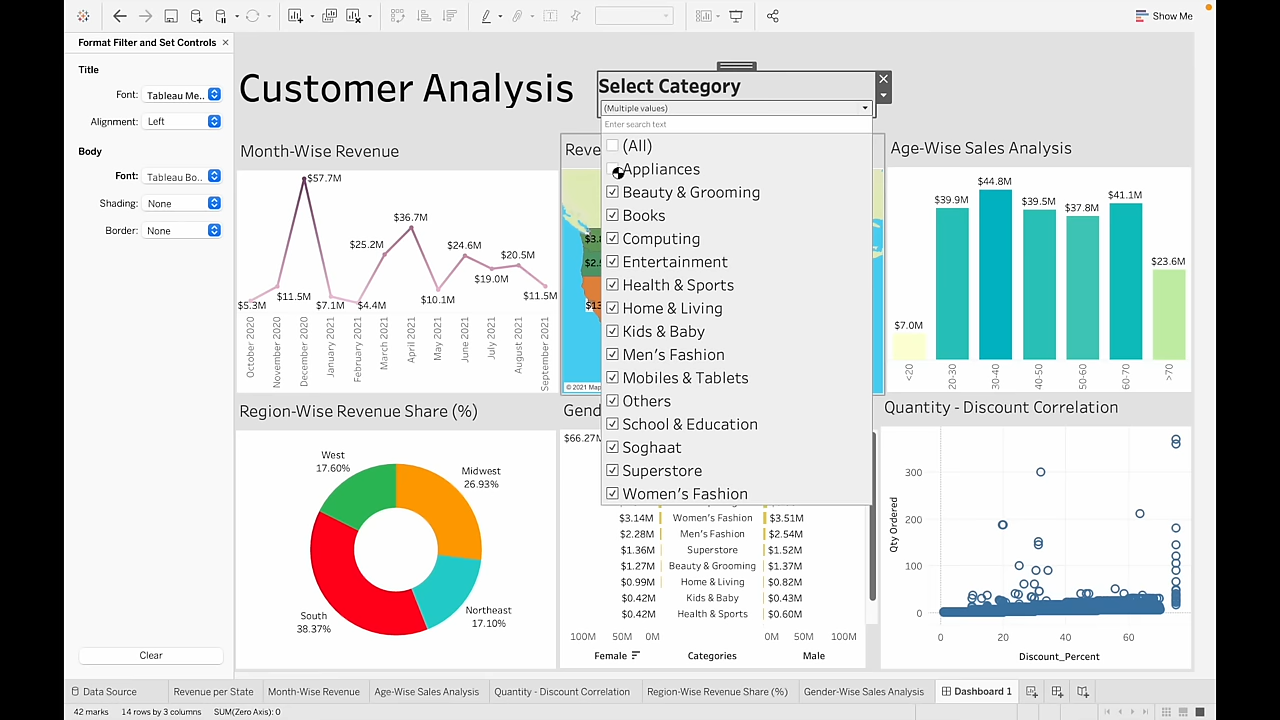 Show Me
Format Filter and Set Controls
Title
Font: Tableau Me..
Alignment: Left
Body
Font: Tableau Bo..
Shading: None
Border: None
Clear
Customer Analysis
Select Category
(Multiple values)
Enter search text
(All)
Appliances
Beauty & Grooming
Books
Computing
Entertainment
Health & Sports
Home & Living
Kids & Baby
Men's Fashion
Mobiles & Tablets
Others
School & Education
Soghaat
Superstore
Women's Fashion
Month-Wise Revenue
$57.7M
$36.7M
$25.2M
$24.6M
$20.5M
$19.0M
$11.5M
$10.1M
$11.5M
$5.3M
$7.1M
$4.4M
October 2020
November 2020
December 2020
January 2021
February 2021
March 2021
April 2021
May 2021
June 2021
July 2021
August 2021
September 2021
Reve
$3.
$2.
$13
© 2021 Map
Age-Wise Sales Analysis
$7.0M
$39.9M
$44.8M
$39.5M
$37.8M
$41.1M
$23.6M
<20
20-30
30-40
40-50
50-60
60-70
>70
Region-Wise Revenue Share (%)
West
17.60%
Midwest
26.93%
South
38.37%
Northeast
17.10%
Gend
$66.27M
$3.14M Women's Fashion $3.51M
$2.28M Men's Fashion $2.54M
$1.36M Superstore $1.52M
$1.27M Beauty & Grooming $1.37M
$0.99M Home & Living $0.82M
$0.42M Kids & Baby $0.43M
$0.42M Health & Sports $0.60M
100M 50M 0M 0M 50M 100M
Female Categories Male
Quantity - Discount Correlation
Qty Ordered
300
200
100
0
0 20 40 60
Discount_Percent
Data Source Revenue per State Month-Wise Revenue Age-Wise Sales Analysis Quantity - Discount Correlation Region-Wise Revenue Share (%) Gender-Wise Sales Analysis Dashboard 1
42 marks 14 rows by 3 columns SUM(Zero Axis): 0